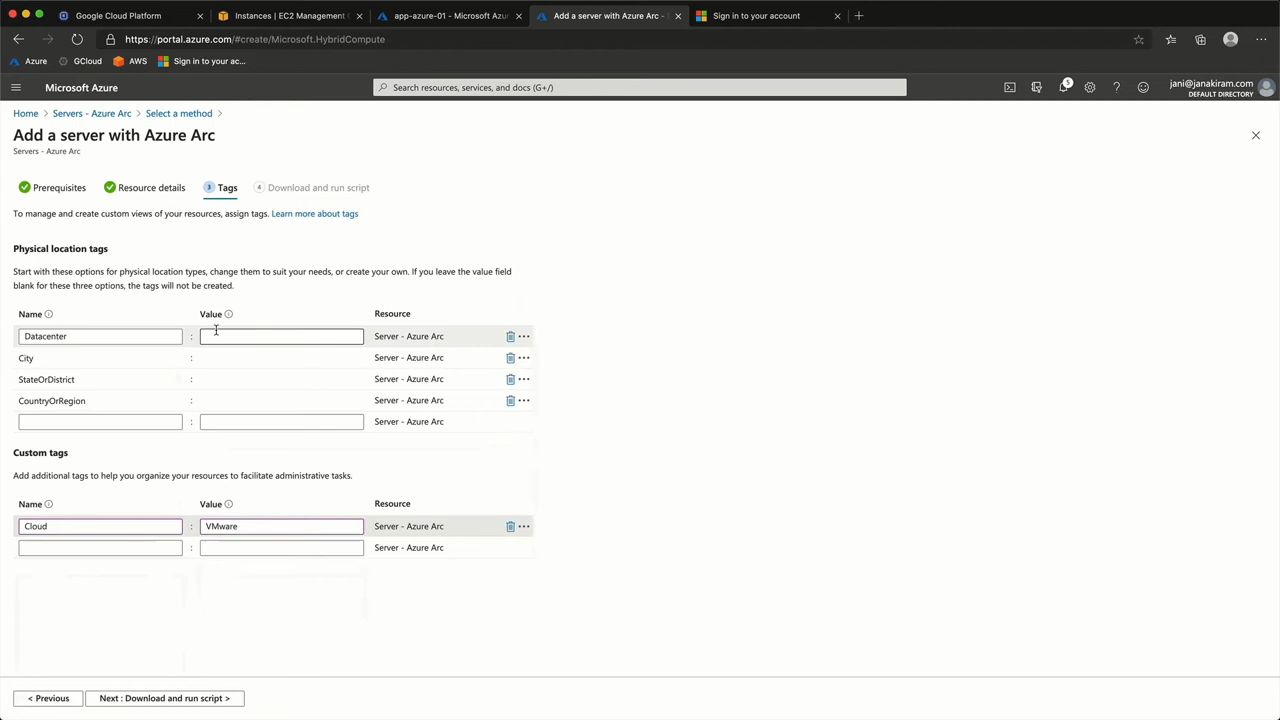 Google Cloud Platform
Instances | EC2 Management
app-azure-01 - Microsoft Azu
Add a server with Azure Arc -
Sign in to your account
https://portal.azure.com/#create/Microsoft.HybridCompute
Azure
GCloud
AWS
Sign in to your ac...
Microsoft Azure
Search resources, services, and docs (G+/)
5
jani@janakiram.com
DEFAULT DIRECTORY
Home > Servers - Azure Arc > Select a method >
Add a server with Azure Arc
Servers - Azure Arc
Prerequisites
Resource details
3 Tags
4 Download and run script
To manage and create custom views of your resources, assign tags. Learn more about tags
Physical location tags
Start with these options for physical location types, change them to suit your needs, or create your own. If you leave the value field
blank for these three options, the tags will not be created.
Name Value Resource
Datacenter : Server - Azure Arc
City : Server - Azure Arc
StateOrDistrict : Server - Azure Arc
CountryOrRegion : Server - Azure Arc
: Server - Azure Arc
Custom tags
Add additional tags to help you organize your resources to facilitate administrative tasks.
Name Value Resource
Cloud : VMware Server - Azure Arc
: Server - Azure Arc
< Previous
Next : Download and run script >